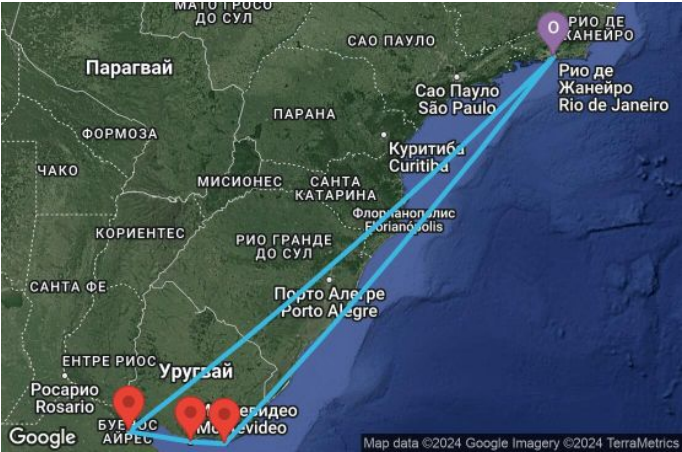 МАТО ГРОСО
ДО СУЛ
САО ПАУЛО
О
РИО ДЕ
ЖАНЕЙРО
Парагвай
Рио де
Жанейро
Rio de Janeiro
Сао Пауло
São Paulo
ПАРАНА
ФОРМОЗА
Куритиба
Curitiba
ЧАКО
МИСИОНЕС
САНТА
КАТАРИНА
Флорианополис
Florianópolis
КОРИЕНТЕС
РИО ГРАНДЕ
ДО СУЛ
САНТА ФЕ
Порто Алегре
Porto Alegre
ЕНТРЕ РИОС
Уругвай
Росарио
Rosario
БУЕНОС
АЙРЕС
Google
Map data ©2024 Google Imagery ©2024 TerraMetrics